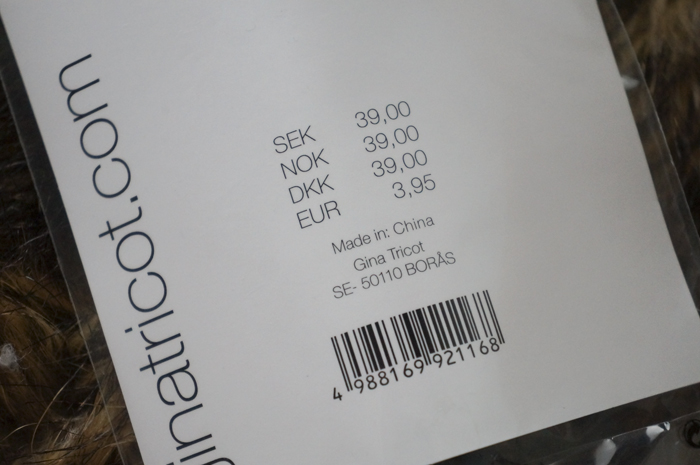 ginatricot.com
SEK 39,00
NOK 39,00
DKK 39,00
EUR 3,95
Made in: China
Gina Tricot
SE- 50110 BORÅS
4 988169 921168